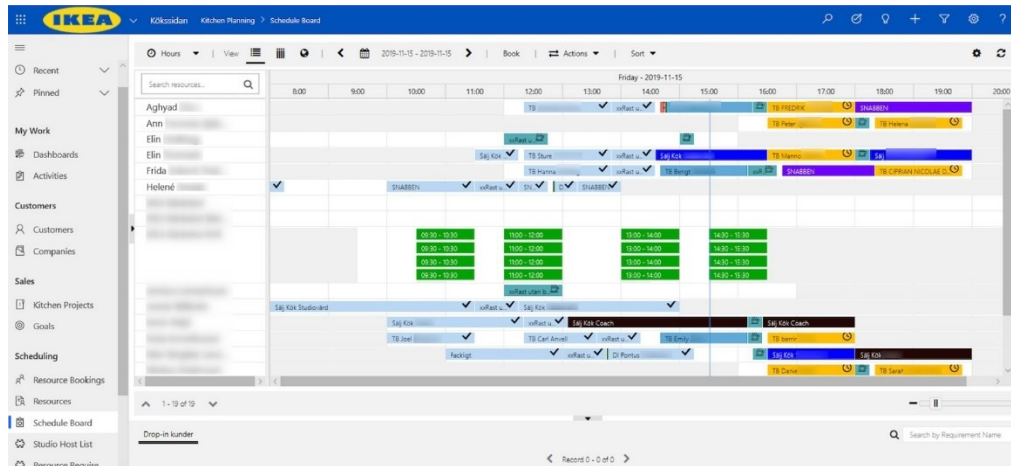 IKEA Kökssidan Kitchen Planning > Schedule Board
Hours View 2019-11-15 - 2019-11-15 Book Actions Sort
Recent
Pinned
My Work
Dashboards
Activities
Customers
Customers
Companies
Sales
Kitchen Projects
Goals
Scheduling
Resource Bookings
Resources
Schedule Board
Studio Host List
Resource Require
Search resources...
Friday - 2019-11-15
8:00 9:00 10:00 11:00 12:00 13:00 14:00 15:00 16:00 17:00 18:00 19:00 20:00
Aghyad TB xxRast u... TB FREDRIK SNABBEN
Ann TB Peter TB Helena
Elin xxRast u...
Elin Sälj Kök TB Sture xxRast u... Sälj Kök TB Manno Sälj
Frida TB Hanna xxRast u... TB Bengt xxR SNABBEN TB CIPRIAN NICOLAE D...
Helené SNABBEN xxRast u... SN... D SNABBEN
09:30 - 10:30 11:00 - 12:00 13:00 - 14:00 14:30 - 15:30
09:30 - 10:30 11:00 - 12:00 13:00 - 14:00 14:30 - 15:30
09:30 - 10:30 11:00 - 12:00 13:00 - 14:00 14:30 - 15:30
09:30 - 10:30 11:00 - 12:00 13:00 - 14:00 14:30 - 15:30
xxRast utan b...
Sälj Kök Studiovärd xxRast u... Sälj Kök
Sälj Kök xxRast u... Sälj Kök Coach Sälj Kök Coach
TB Joel TB Carl Anvell xxRast u... TB Emily TB
Fackligt xxRast u... DI Pontus Sälj Kök Sälj Kök
TB TB Sarah
1 - 19 of 19
Drop-in kunder
Search by Requirement Name
Record 0 - 0 of 0